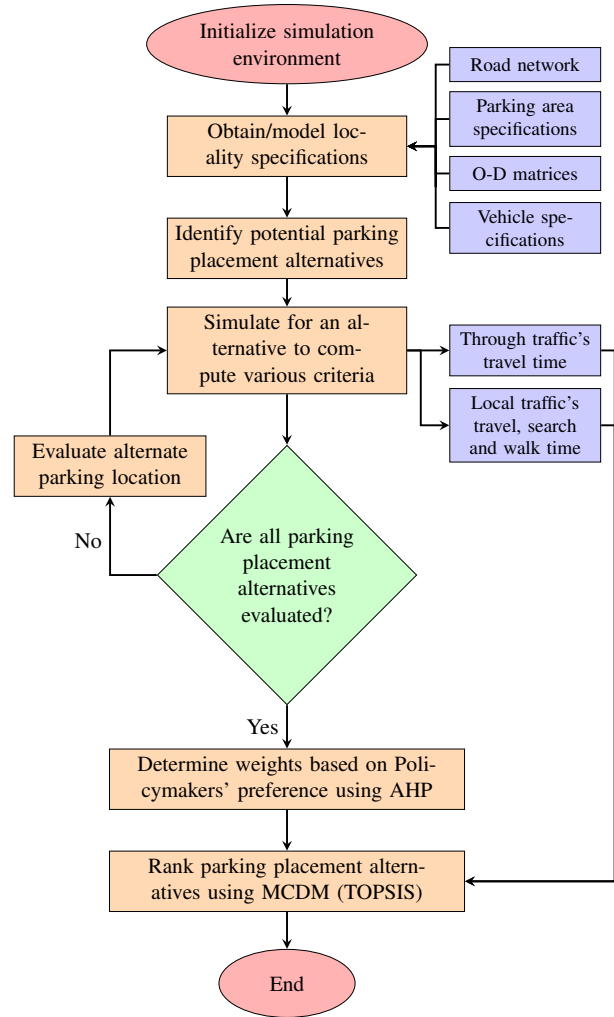 Initialize simulation
environment
Road network
Parking area
specifications
O-D matrices
Vehicle spe-
cifications
Obtain/model loc-
ality specifications
Identify potential parking
placement alternatives
Simulate for an al-
ternative to com-
pute various criteria
Through traffic's
travel time
Local traffic's
travel, search
and walk time
Evaluate alternate
parking location
No
Are all parking
placement
alternatives
evaluated?
Yes
Determine weights based on Poli-
cymakers' preference using AHP
Rank parking placement altern-
atives using MCDM (TOPSIS)
End